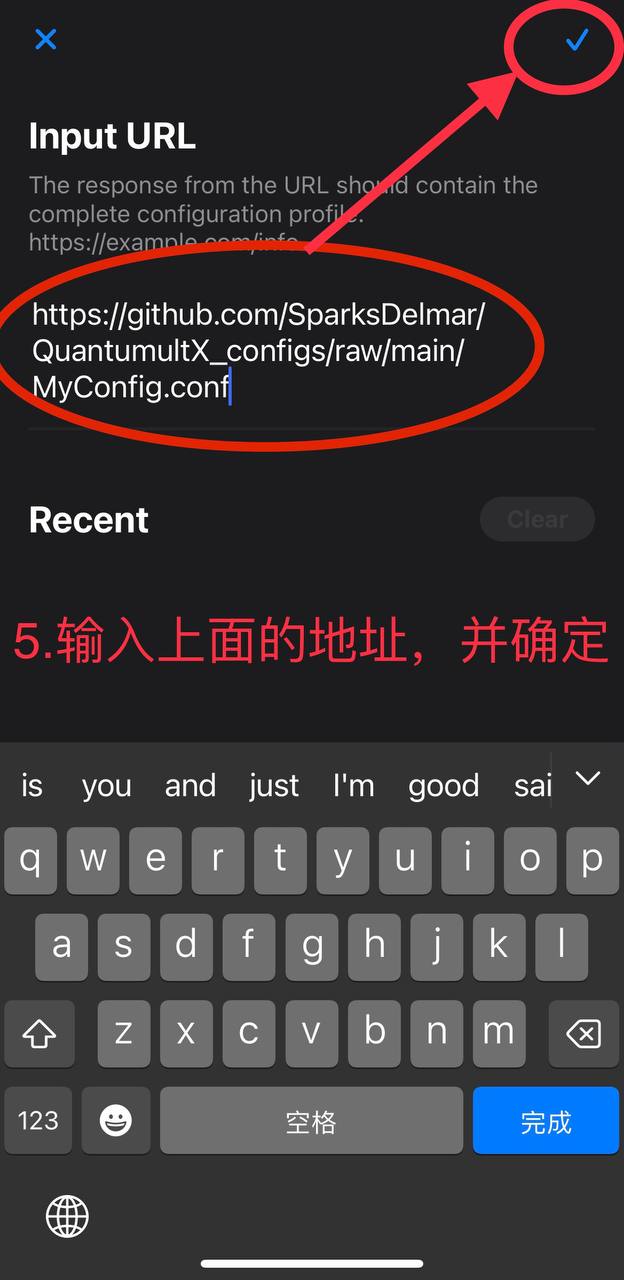 Input URL
The response from the URL should contain the
complete configuration profile.
https://example.com/info
https://github.com/SparksDelmar/
QuantumultX_configs/raw/main/
MyConfig.conf
Recent
Clear
5.输入上面的地址，并确定
is you and just I'm good sai
q w e r t y u i o p
a s d f g h j k l
z x c v b n m
123 空格 完成